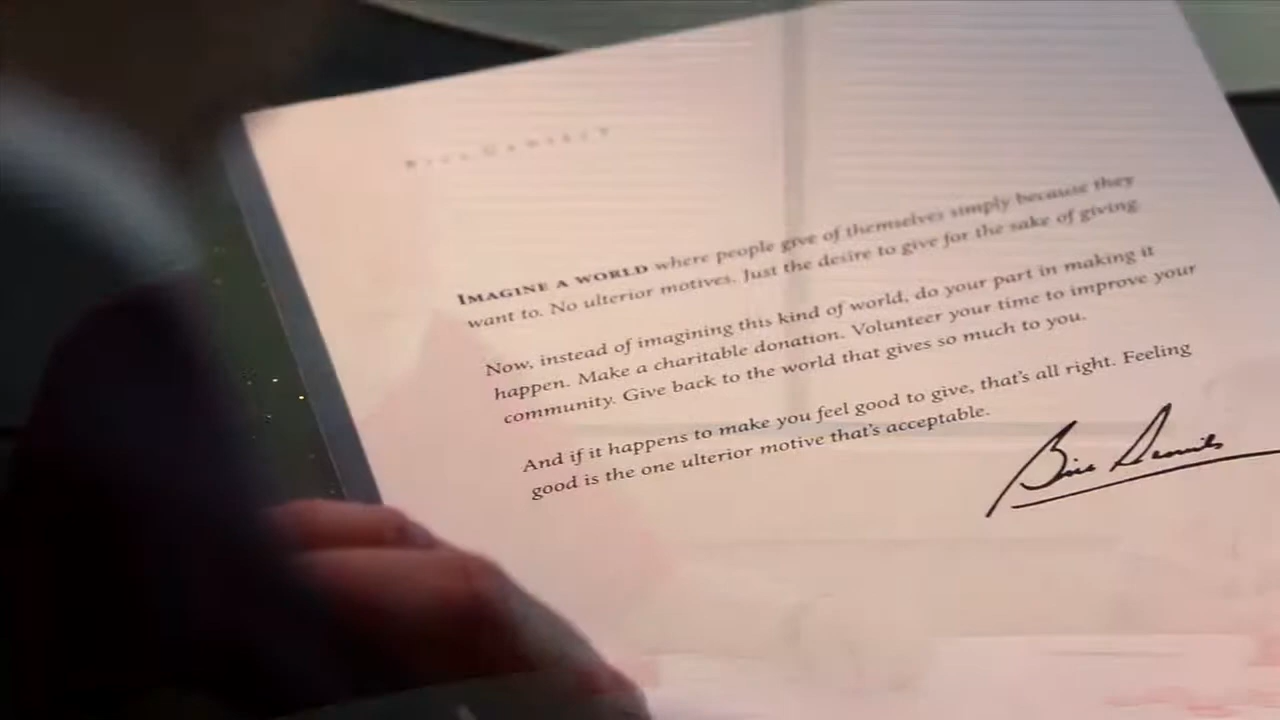 IMAGINE A WORLD where people give of themselves simply because they
want to. No ulterior motives. Just the desire to give for the sake of giving.
Now, instead of imagining this kind of world, do your part in making it
happen. Make a charitable donation. Volunteer your time to improve your
community. Give back to the world that gives so much to you.
And if it happens to make you feel good to give, that's all right. Feeling
good is the one ulterior motive that's acceptable.
Bill Daniels